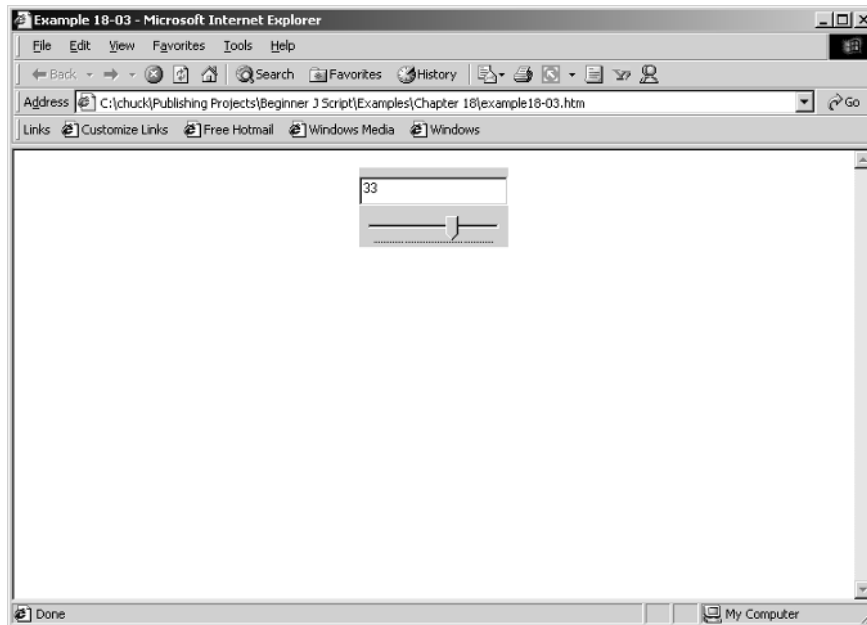 Example 18-03 - Microsoft Internet Explorer
File Edit View Favorites Tools Help
Back Search Favorites History
Address C:\chuck\Publishing Projects\Beginner J Script\Examples\Chapter 18\example18-03.htm Go
Links Customize Links Free Hotmail Windows Media Windows
33
Done My Computer